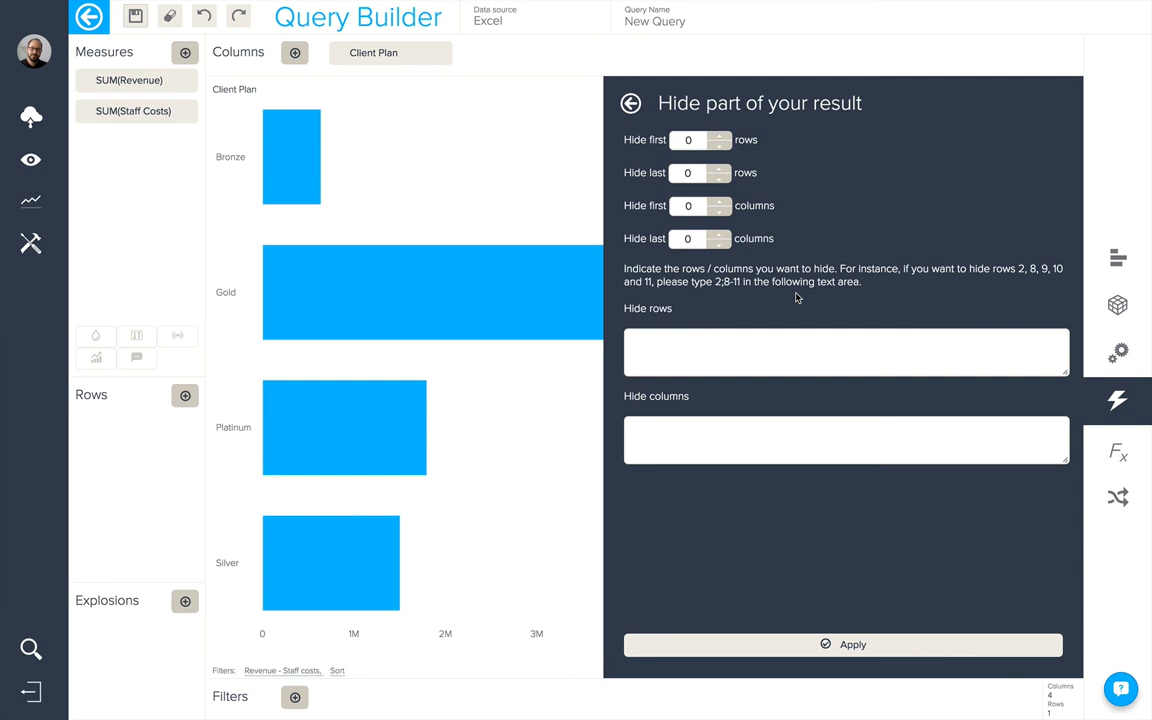 Query Builder
Data source
Excel
Query Name
New Query
Measures
SUM(Revenue)
SUM(Staff Costs)
Rows
Explosions
Columns
Client Plan
Client Plan
Bronze
Gold
Platinum
Silver
0
1M
2M
3M
Filters: Revenue - Staff costs, Sort
Filters
Hide part of your result
Hide first 0 rows
Hide last 0 rows
Hide first 0 columns
Hide last 0 columns
Indicate the rows / columns you want to hide. For instance, if you want to hide rows 2, 8, 9, 10
and 11, please type 2;8-11 in the following text area.
Hide rows
Hide columns
Apply
Fx
Columns
4
Rows
1